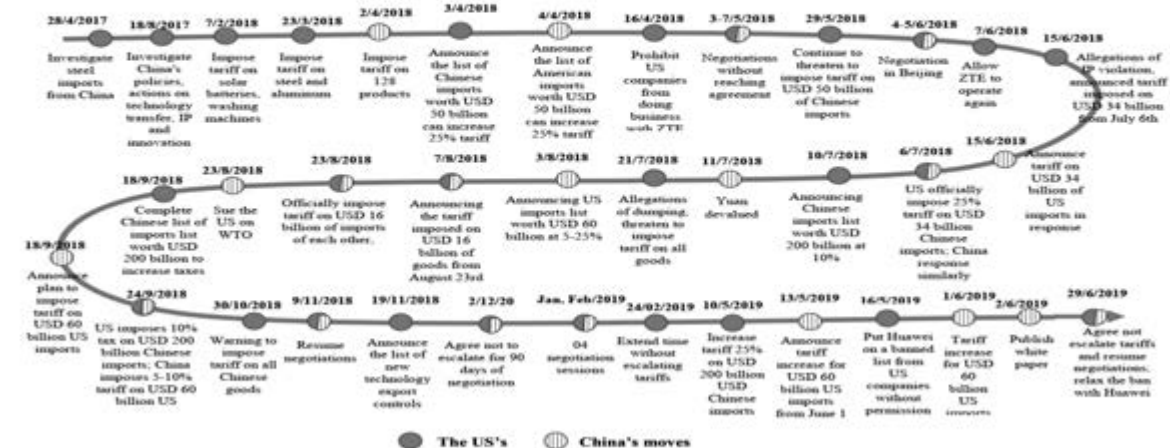 28/4/2017
Investigate
steel
imports
from China
18/8/2017
Investigate
China's
policies,
actions on
technology
transfer, IP
and
innovation
7/2/2018
Impose
tariff on
solar
batteries,
washing
machines
23/3/2018
Impose
tariff on
steel and
aluminum
2/4/2018
Impose
tariff on
128
products
3/4/2018
Announce
the list of
Chinese
imports
worth USD
50 billion
can increase
25% tariff
4/4/2018
Announce
the list of
American
imports
worth USD
50 billion
can increase
25% tariff
16/4/2018
Prohibit
US
companies
from
doing
business
with ZTE
3-7/5/2018
Negotiations
without
reaching
agreement
29/5/2018
Continue to
threaten to
impose tariff on
USD 50 billion
of Chinese
imports
4-5/6/2018
Negotiation
in Beijing
7/6/2018
Allow
ZTE to
operate
again
15/6/2018
Allegations of
IP violation,
announced tariff
imposed on
USD 34 billion
from July 6th
15/6/2018
Announce
tariff on
USD 34
billion of
US
imports in
response
6/7/2018
US officially
impose 25%
tariff on USD
34 billion
Chinese
imports; China
response
similarly
10/7/2018
Announcing
Chinese
imports list
worth USD
200 billion at
10%
11/7/2018
Yuan
devalued
21/7/2018
Allegations
of dumping,
threaten to
impose
tariff on all
goods
3/8/2018
Announcing US
imports list
worth USD 60
billion at 5-25%
7/8/2018
Announcing
the tariff
imposed on
USD 16
billion of
goods from
August 23rd
23/8/2018
Officially impose
tariff on USD 16
billion of imports
of each other.
23/8/2018
Sue the
US on
WTO
18/9/2018
Complete
Chinese list of
imports list
worth USD
200 billion to
increase taxes
18/9/2018
Announce
plan to
impose
tariff on
USD 60
billion US
imports
24/9/2018
US imposes 10%
tax on USD 200
billion Chinese
imports; China
imposes 5-10%
tariff on USD 60
billion US
30/10/2018
Warning to
impose
tariff on all
Chinese
goods
9/11/2018
Resume
negotiations
19/11/2018
Announce
the list of
new
technology
export
controls
2/12/20
Agree not to
escalate for 90
days of
negotiation
Jan, Feb/2019
04
negotiation
sessions
24/02/2019
Extend time
without
escalating
tariffs
10/5/2019
Increase
tariff 25%
on USD
200 billion
USD
Chinese
imports
13/5/2019
Announce
tariff
increase for
USD 60
billion US
imports
from June 1
16/5/2019
Put Huawei
on a banned
list from
US
companies
without
permission
1/6/2019
Tariff
increase
for USD
60
billion
US
imports
2/6/2019
Publish
white
paper
29/6/2019
Agree not
escalate tariffs
and resume
negotiations,
relax the ban
with Huawei
The US's
China's moves